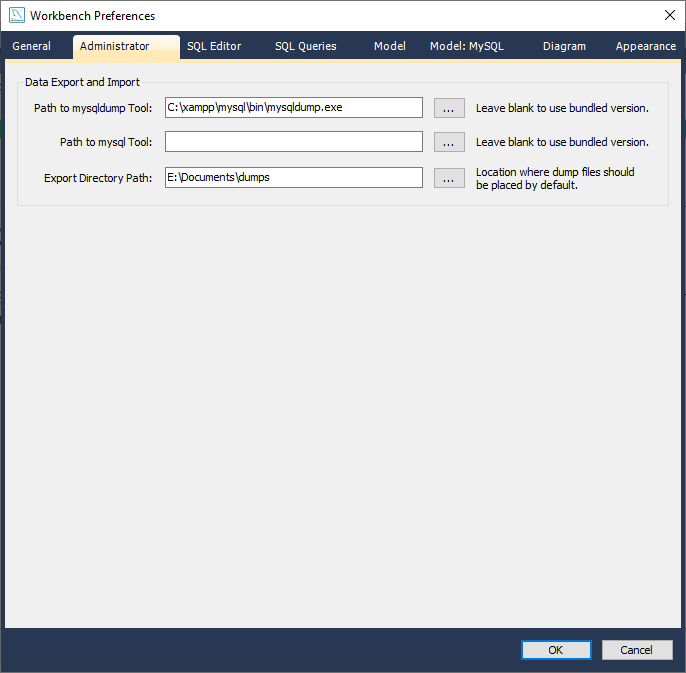 Workbench Preferences
General Administrator SQL Editor SQL Queries Model Model: MySQL Diagram Appearance
Data Export and Import
Path to mysqldump Tool: C:\xampp\mysql\bin\mysqldump.exe ... Leave blank to use bundled version.
Path to mysql Tool: ... Leave blank to use bundled version.
Export Directory Path: E:\Documents\dumps ... Location where dump files should
be placed by default.
OK Cancel